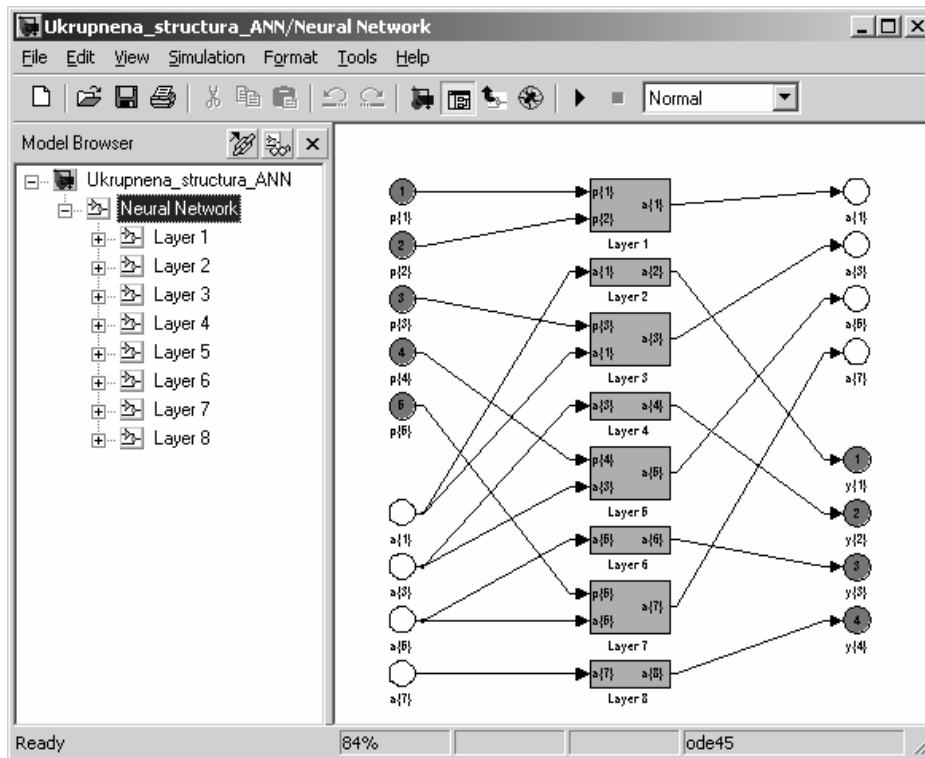 Ukrupnena_structura_ANN/Neural Network
File Edit View Simulation Format Tools Help
Normal
Model Browser
Ukrupnena_structura_ANN
Neural Network
Layer 1
Layer 2
Layer 3
Layer 4
Layer 5
Layer 6
Layer 7
Layer 8
1
p{1}
2
p{2}
3
p{3}
4
p{4}
5
p{5}
a{1}
a{3}
a{5}
a{7}
p{1}
p{2}
a{1}
Layer 1
a{1} a{2}
Layer 2
p{3}
a{1}
a{3}
Layer 3
a{3} a{4}
Layer 4
p{4}
a{3}
a{5}
Layer 5
a{5} a{6}
Layer 6
p{5}
a{5}
a{7}
Layer 7
a{7} a{8}
Layer 8
a{1}
a{3}
a{5}
a{7}
1
y{1}
2
y{2}
3
y{3}
4
y{4}
Ready 84% ode45